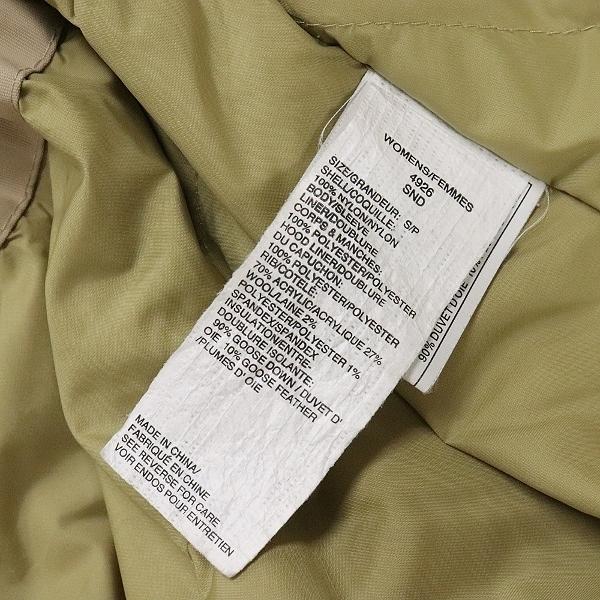 WOMENS/FEMMES
4926
SND
SIZE/GRANDEUR: S/P
SHELL/COQUILLE:
100% NYLON/NYLON
BODY/SLEEVE
LINER/DOUBLURE
CORPS & MANCHES:
100% POLYESTER/POLYESTER
HOOD LINER/DOUBLURE
DU CAPUCHON:
100% POLYESTER/POLYESTER
RIBCOTELE:
70% ACRYLIC/ACRYLIQUE 27%
WOOL/LAINE 2%
POLYESTER/POLYESTER 1%
SPANDEX/SPANDEX
INSULATION/ENTRE-
DOUBLURE ISOLANTE:
90% GOOSE DOWN / DUVET D'
OIE 10% GOOSE FEATHER
/PLUMES D' OIE
MADE IN CHINA/
FABRIQUÉ EN CHINE
SEE REVERSE FOR CARE
VOIR ENDOS POUR ENTRETIEN
90% DUVET D'OIE 10%